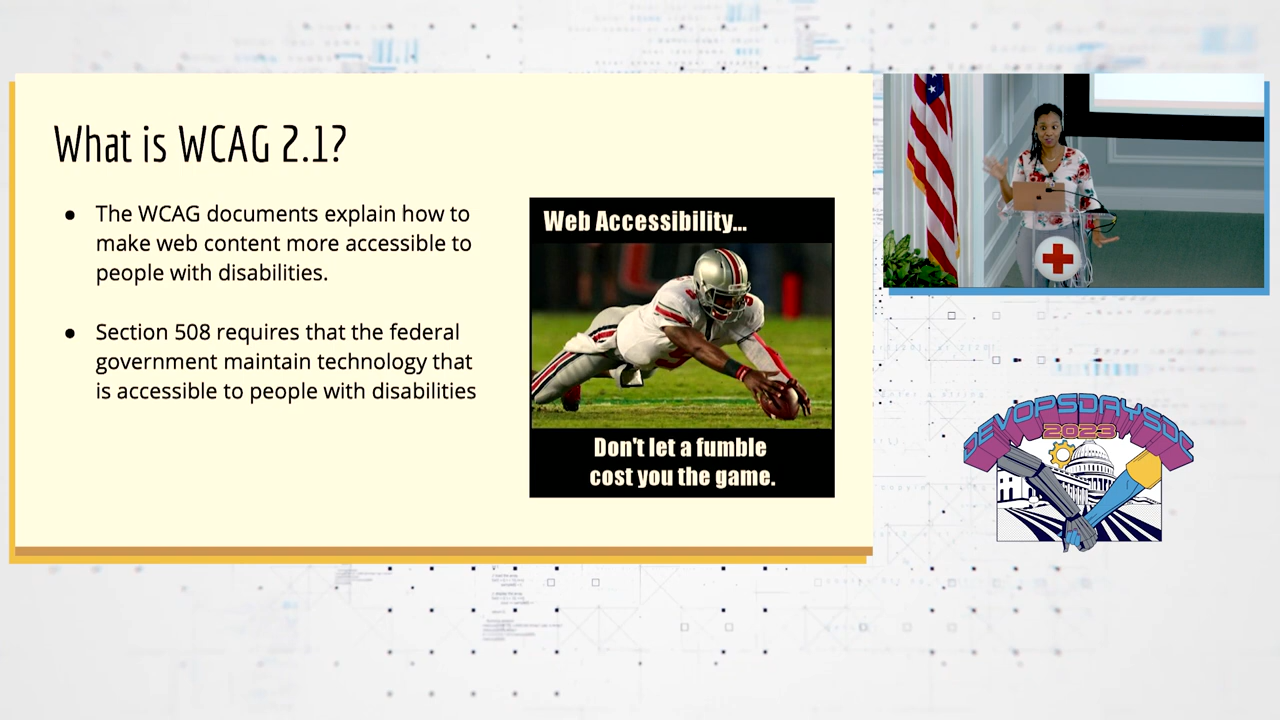 What is WCAG 2.1?
● The WCAG documents explain how to
make web content more accessible to
people with disabilities.
● Section 508 requires that the federal
government maintain technology that
is accessible to people with disabilities
Web Accessibility...
Don't let a fumble
cost you the game.
DEVOPSDAYSDC
2023